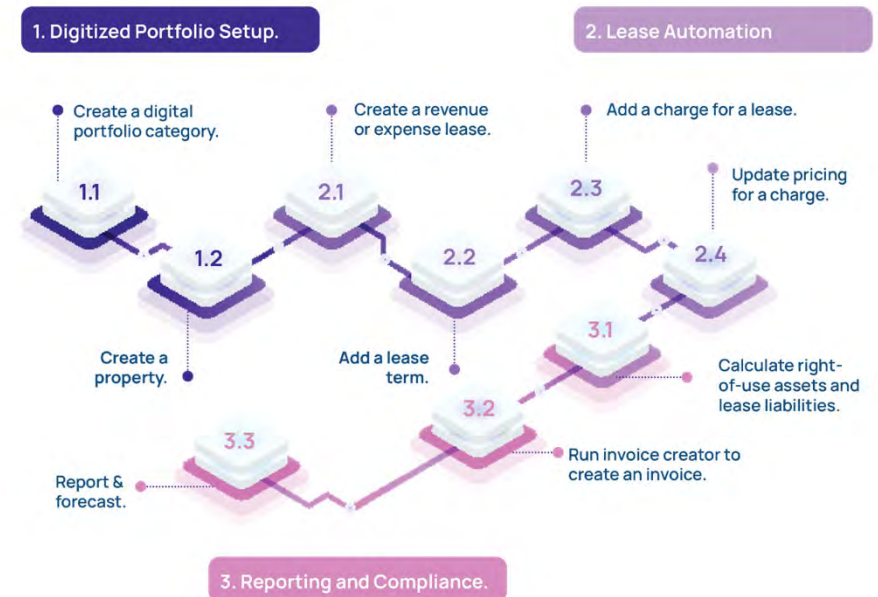 1. Digitized Portfolio Setup.
2. Lease Automation
Create a digital
portfolio category.
Create a revenue
or expense lease.
Add a charge for a lease.
Update pricing
for a charge.
1.1
2.1
2.3
1.2
2.2
2.4
3.1
Create a
property.
Add a lease
term.
Calculate right-
of-use assets and
lease liabilities.
3.2
3.3
Run invoice creator to
create an invoice.
Report &
forecast.
3. Reporting and Compliance.